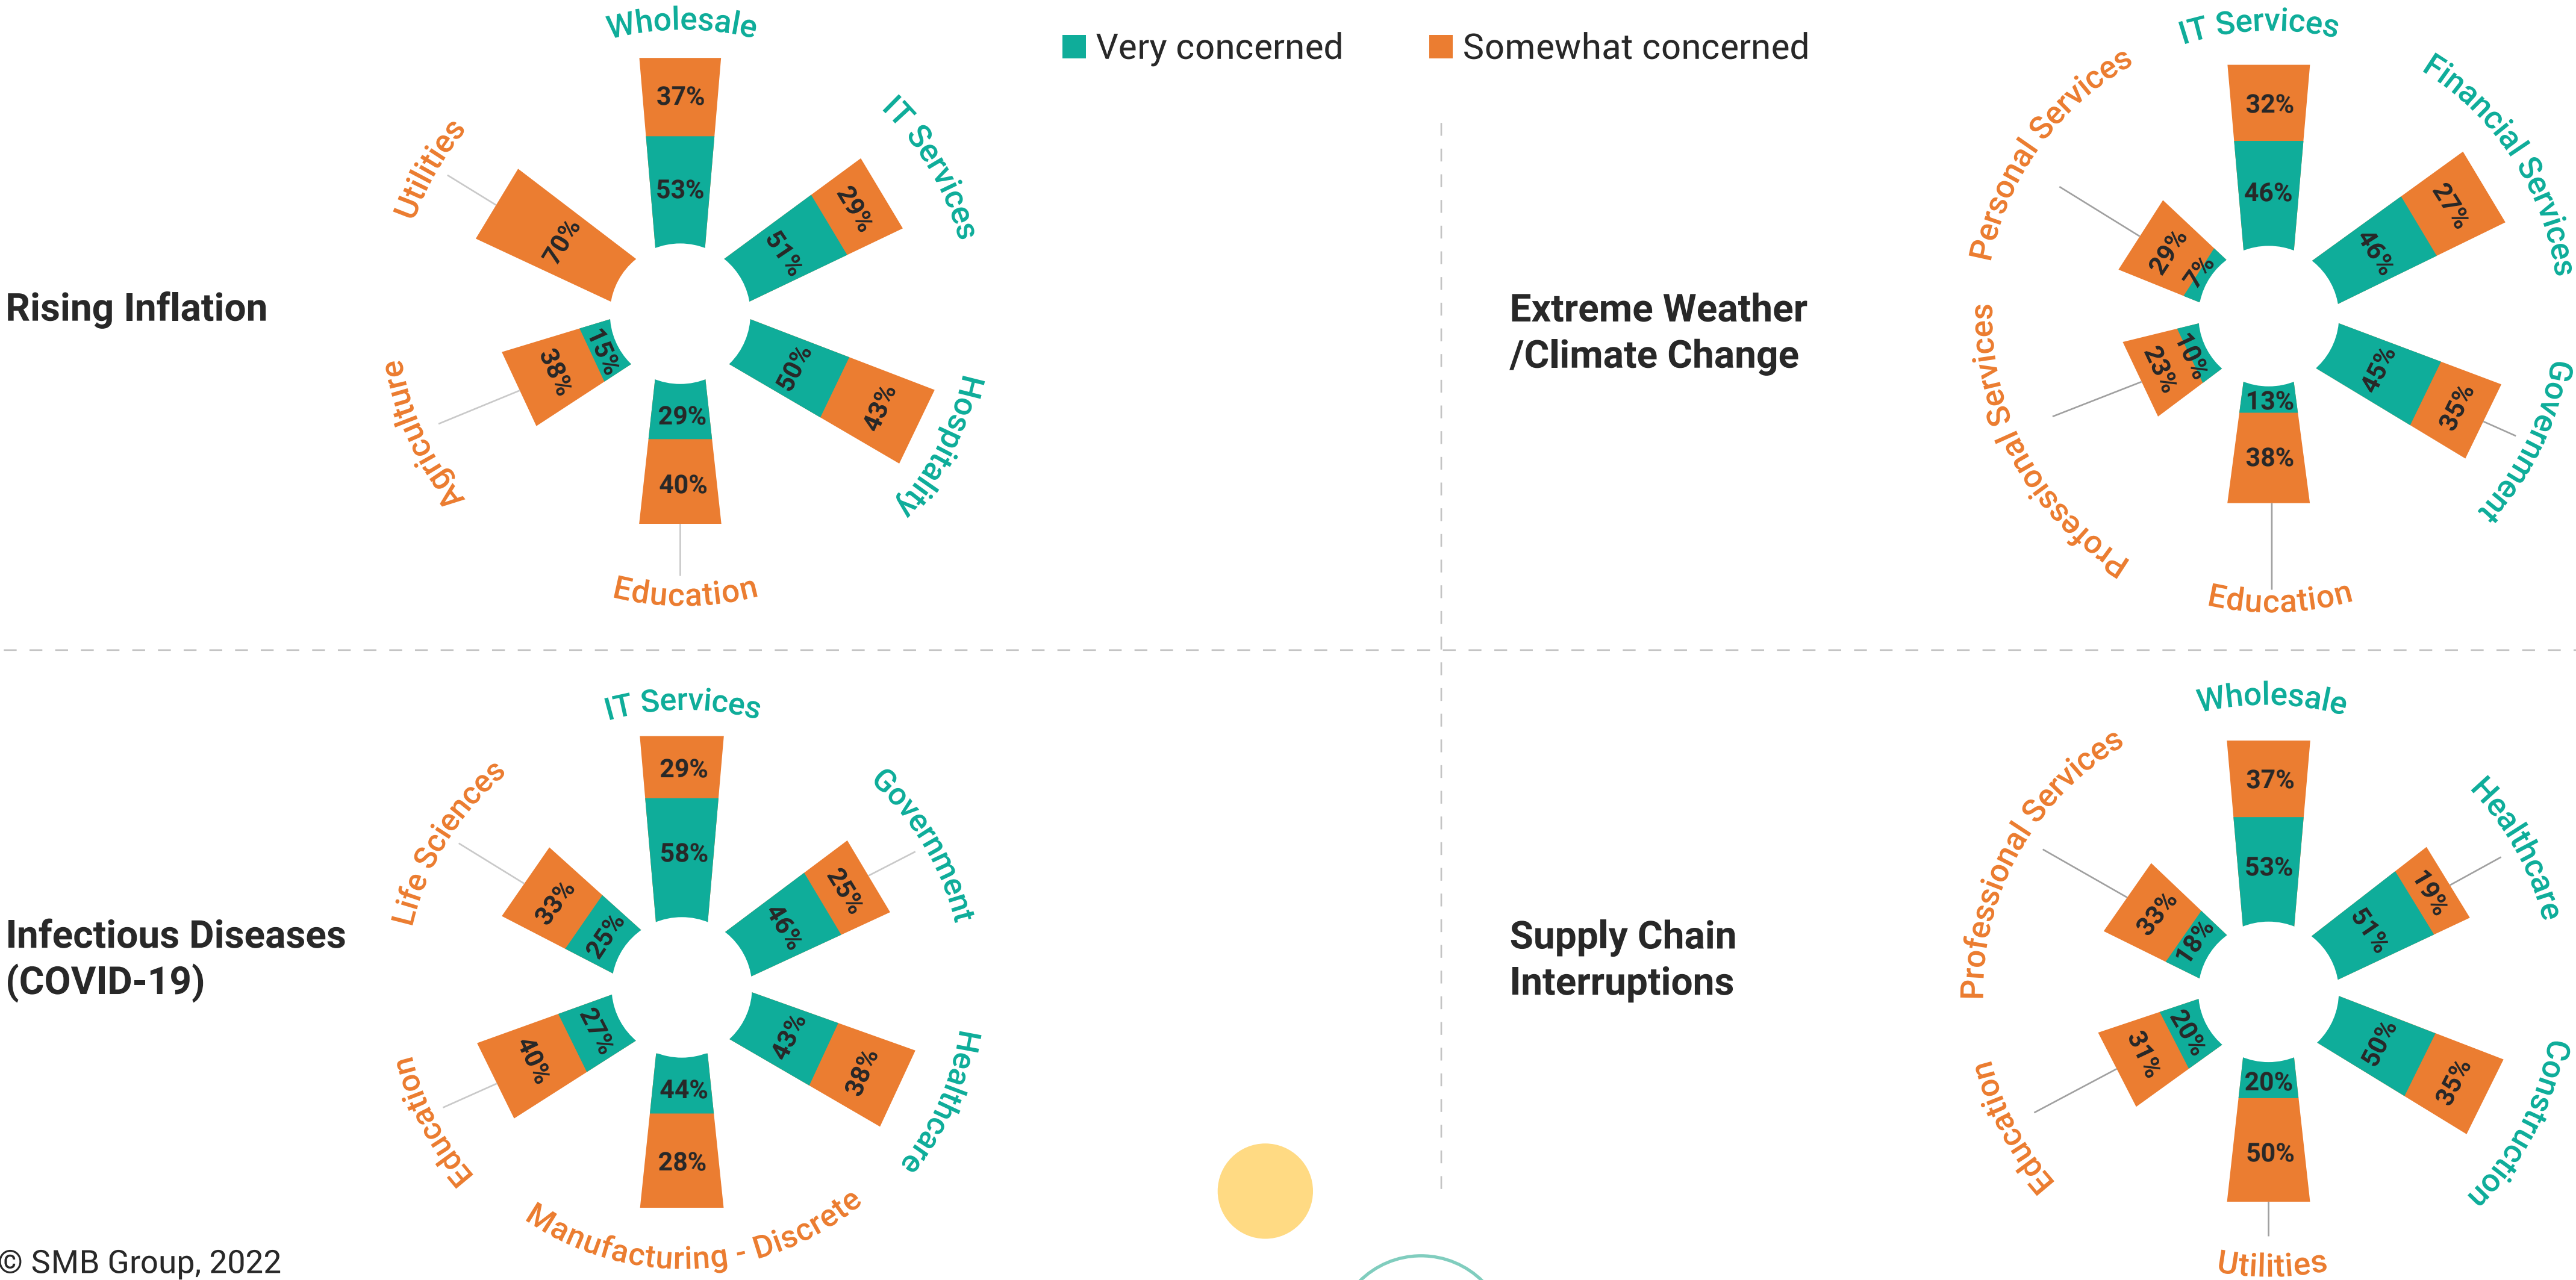 Very concerned
Somewhat concerned
Rising Inflation
Wholesale
37%
53%
IT Services
29%
51%
Hospitality
50%
43%
Education
29%
40%
Agriculture
15%
38%
Utilities
70%
Extreme Weather
/Climate Change
IT Services
32%
46%
Financial Services
27%
46%
Government
45%
35%
Education
13%
38%
Professional Services
10%
23%
Personal Services
29%
7%
Infectious Diseases
(COVID-19)
IT Services
29%
58%
Government
25%
46%
Healthcare
43%
38%
Manufacturing - Discrete
44%
28%
Education
27%
40%
Life Sciences
33%
25%
Supply Chain
Interruptions
Wholesale
37%
53%
Healthcare
19%
51%
Construction
50%
35%
Utilities
20%
50%
Education
20%
31%
Professional Services
33%
18%
© SMB Group, 2022